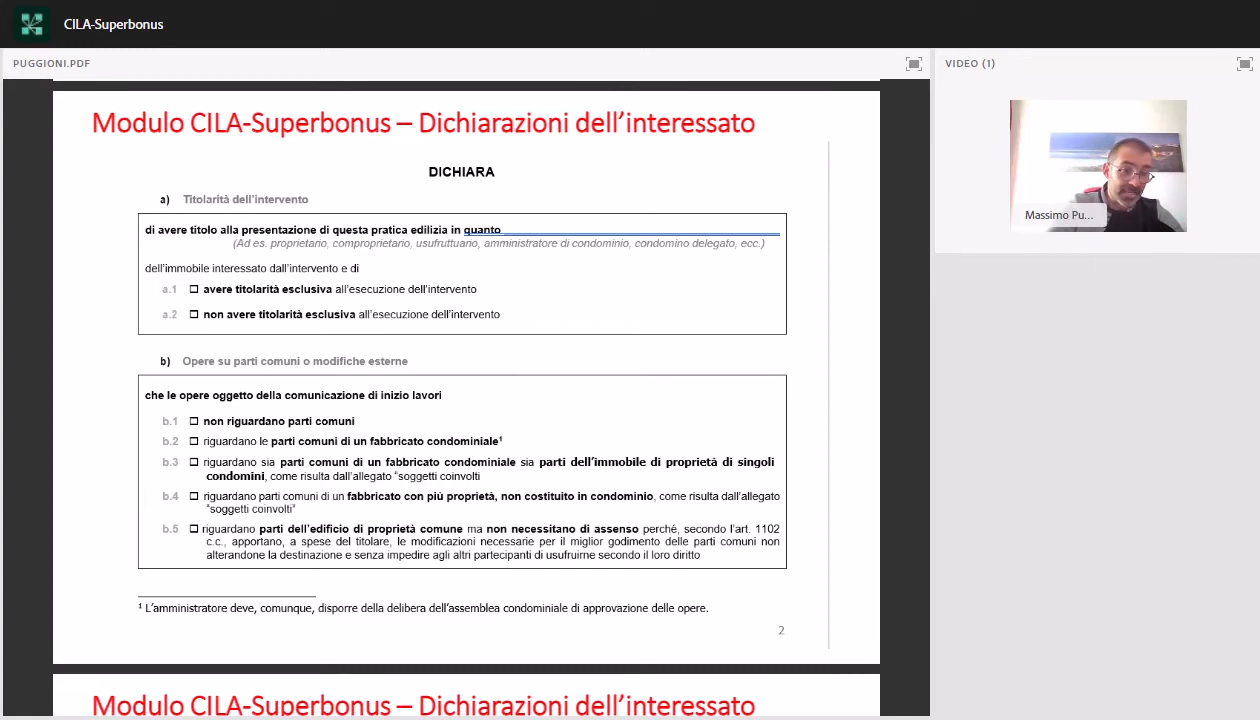 CILA-Superbonus
PUGGIONI.PDF
VIDEO (1)
Massimo Pu...
Modulo CILA-Superbonus – Dichiarazioni dell’interessato
DICHIARA
a) Titolarità dell’intervento
di avere titolo alla presentazione di questa pratica edilizia in quanto
(Ad es. proprietario, comproprietario, usufruttuario, amministratore di condominio, condomino delegato, ecc.)
dell’immobile interessato dall’intervento e di
a.1 ☐ avere titolarità esclusiva all’esecuzione dell’intervento
a.2 ☐ non avere titolarità esclusiva all’esecuzione dell’intervento
b) Opere su parti comuni o modifiche esterne
che le opere oggetto della comunicazione di inizio lavori
b.1 ☐ non riguardano parti comuni
b.2 ☐ riguardano le parti comuni di un fabbricato condominiale¹
b.3 ☐ riguardano sia parti comuni di un fabbricato condominiale sia parti dell’immobile di proprietà di singoli
condomini, come risulta dall’allegato “soggetti coinvolti
b.4 ☐ riguardano parti comuni di un fabbricato con più proprietà, non costituito in condominio, come risulta dall’allegato
“soggetti coinvolti”
b.5 ☐ riguardano parti dell’edificio di proprietà comune ma non necessitano di assenso perché, secondo l’art. 1102
c.c., apportano, a spese del titolare, le modificazioni necessarie per il miglior godimento delle parti comuni non
alterandone la destinazione e senza impedire agli altri partecipanti di usufruirne secondo il loro diritto
¹ L’amministratore deve, comunque, disporre della delibera dell’assemblea condominiale di approvazione delle opere.
2
Modulo CILA-Superbonus – Dichiarazioni dell’interessato